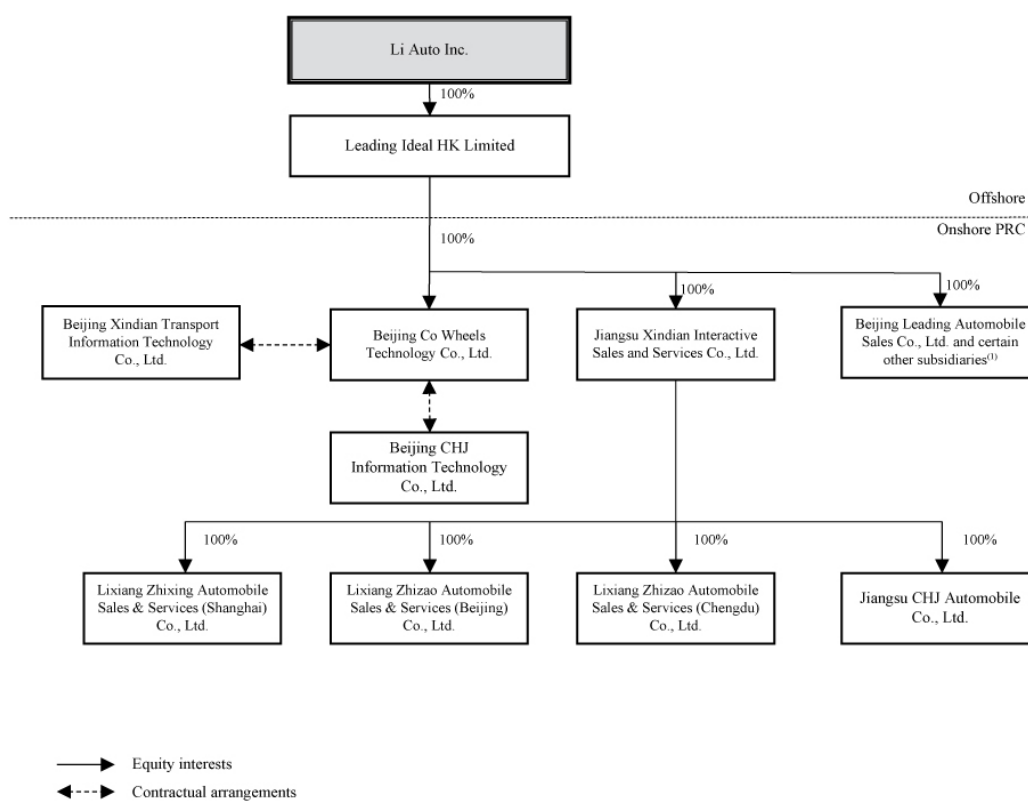 Li Auto Inc.
100%
Leading Ideal HK Limited
Offshore
Onshore PRC
100%
100%
100%
Beijing Xindian Transport
Information Technology
Co., Ltd.
Beijing Co Wheels
Technology Co., Ltd.
Jiangsu Xindian Interactive
Sales and Services Co., Ltd.
Beijing Leading Automobile
Sales Co., Ltd. and certain
other subsidiaries(1)
Beijing CHJ
Information Technology
Co., Ltd.
100%
100%
100%
100%
Lixiang Zhixing Automobile
Sales & Services (Shanghai)
Co., Ltd.
Lixiang Zhizao Automobile
Sales & Services (Beijing)
Co., Ltd.
Lixiang Zhizao Automobile
Sales & Services (Chengdu)
Co., Ltd.
Jiangsu CHJ Automobile
Co., Ltd.
Equity interests
Contractual arrangements